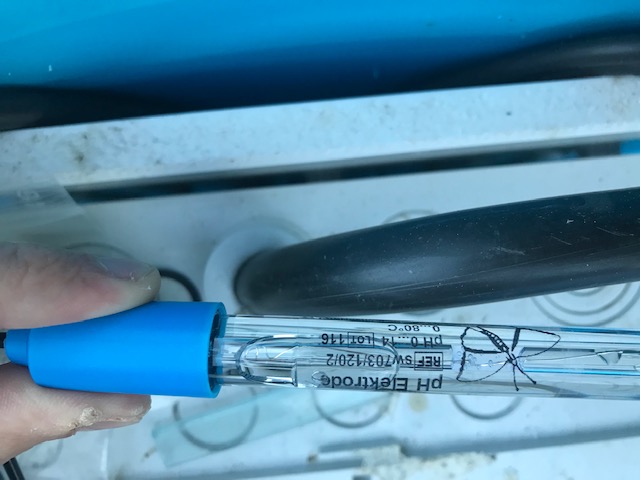 pH Elektrode
REF SW703/120/2
pH 0...14 LOT 116
0...80°C